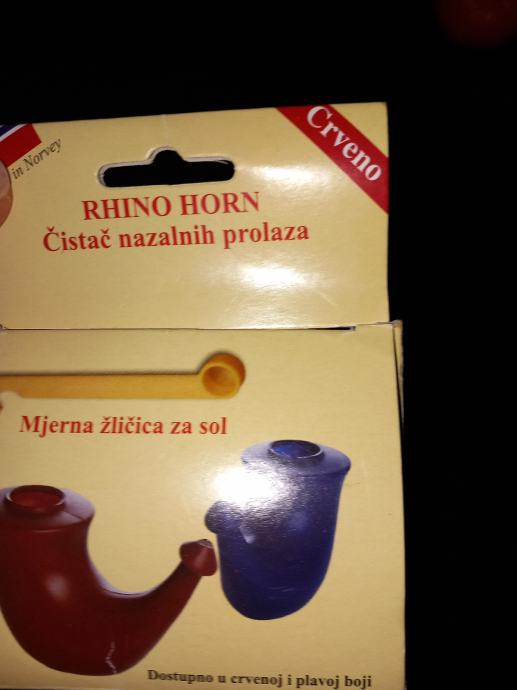 in Norvey
Crveno
RHINO HORN
Čistač nazalnih prolaza
Mjerna žličica za sol
Dostupno u crvenoj i plavoj boji